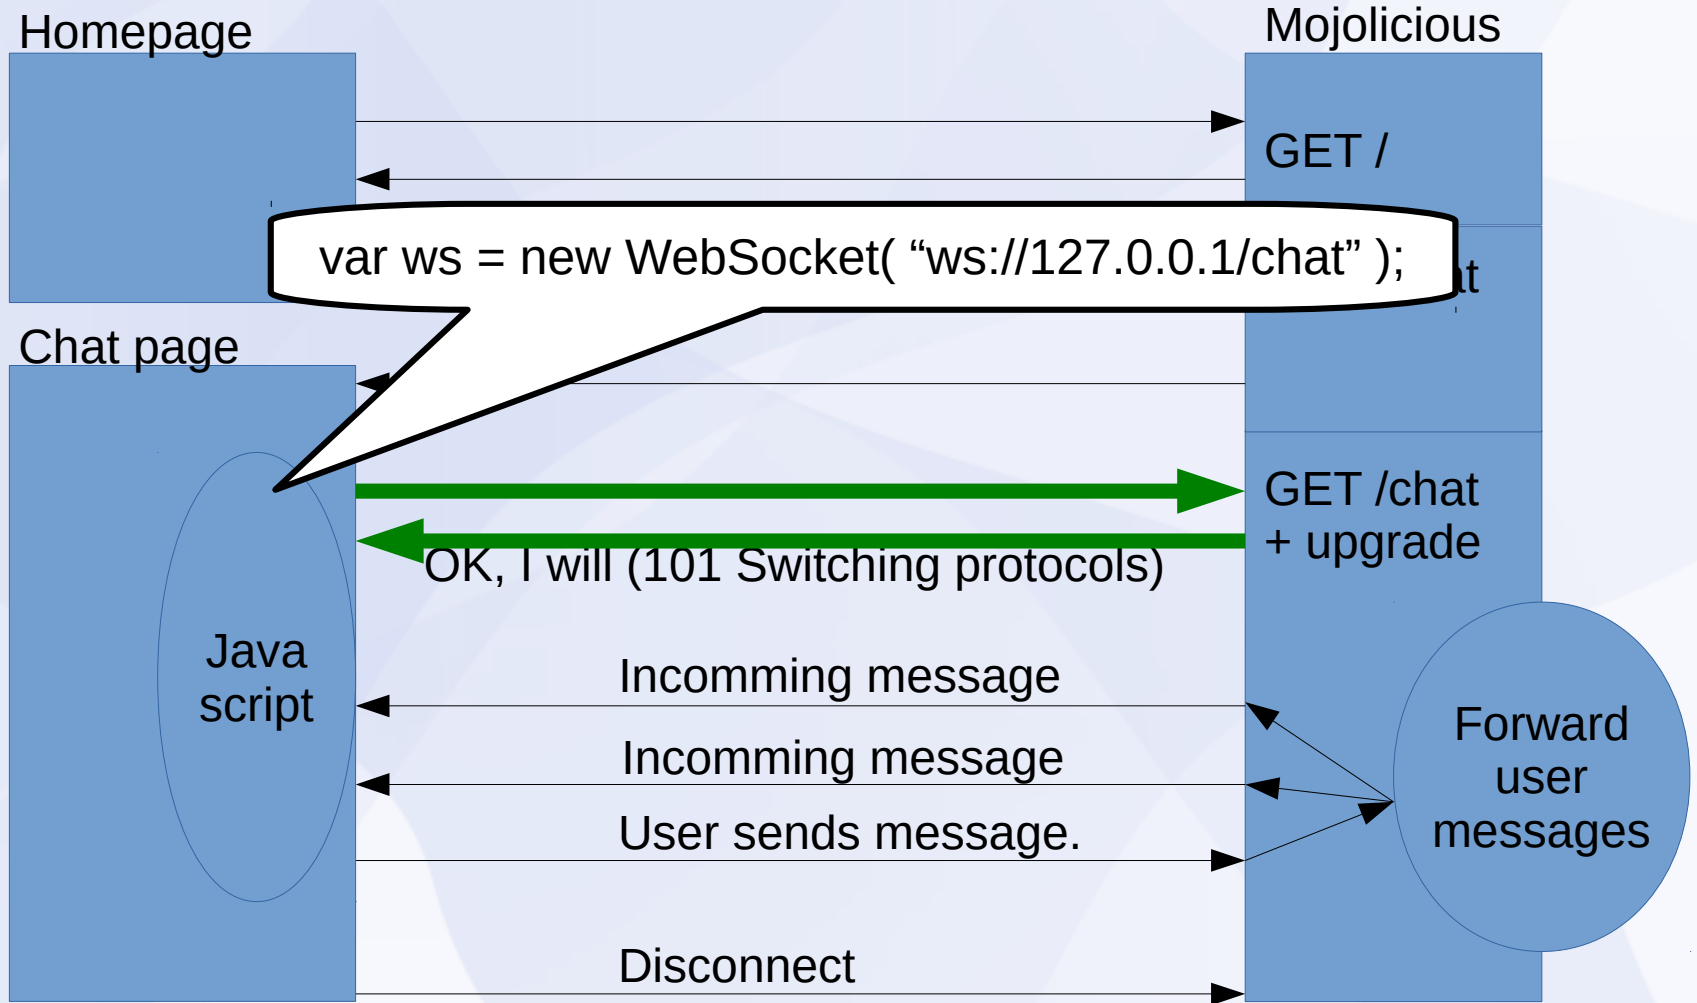 Homepage
Mojolicious
GET /
var ws = new WebSocket( “ws://127.0.0.1/chat” );
Chat page
GET /chat
+ upgrade
OK, I will (101 Switching protocols)
Java
script
Incomming message
Incomming message
User sends message.
Forward
user
messages
Disconnect